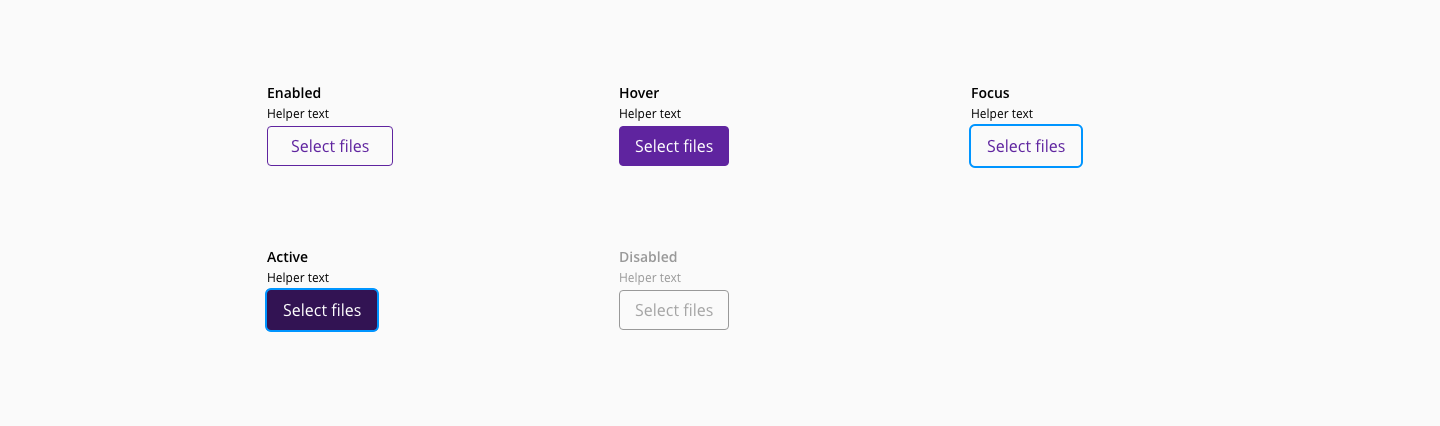 Enabled
Helper text
Select files
Hover
Helper text
Select files
Focus
Helper text
Select files
Active
Helper text
Select files
Disabled
Helper text
Select files